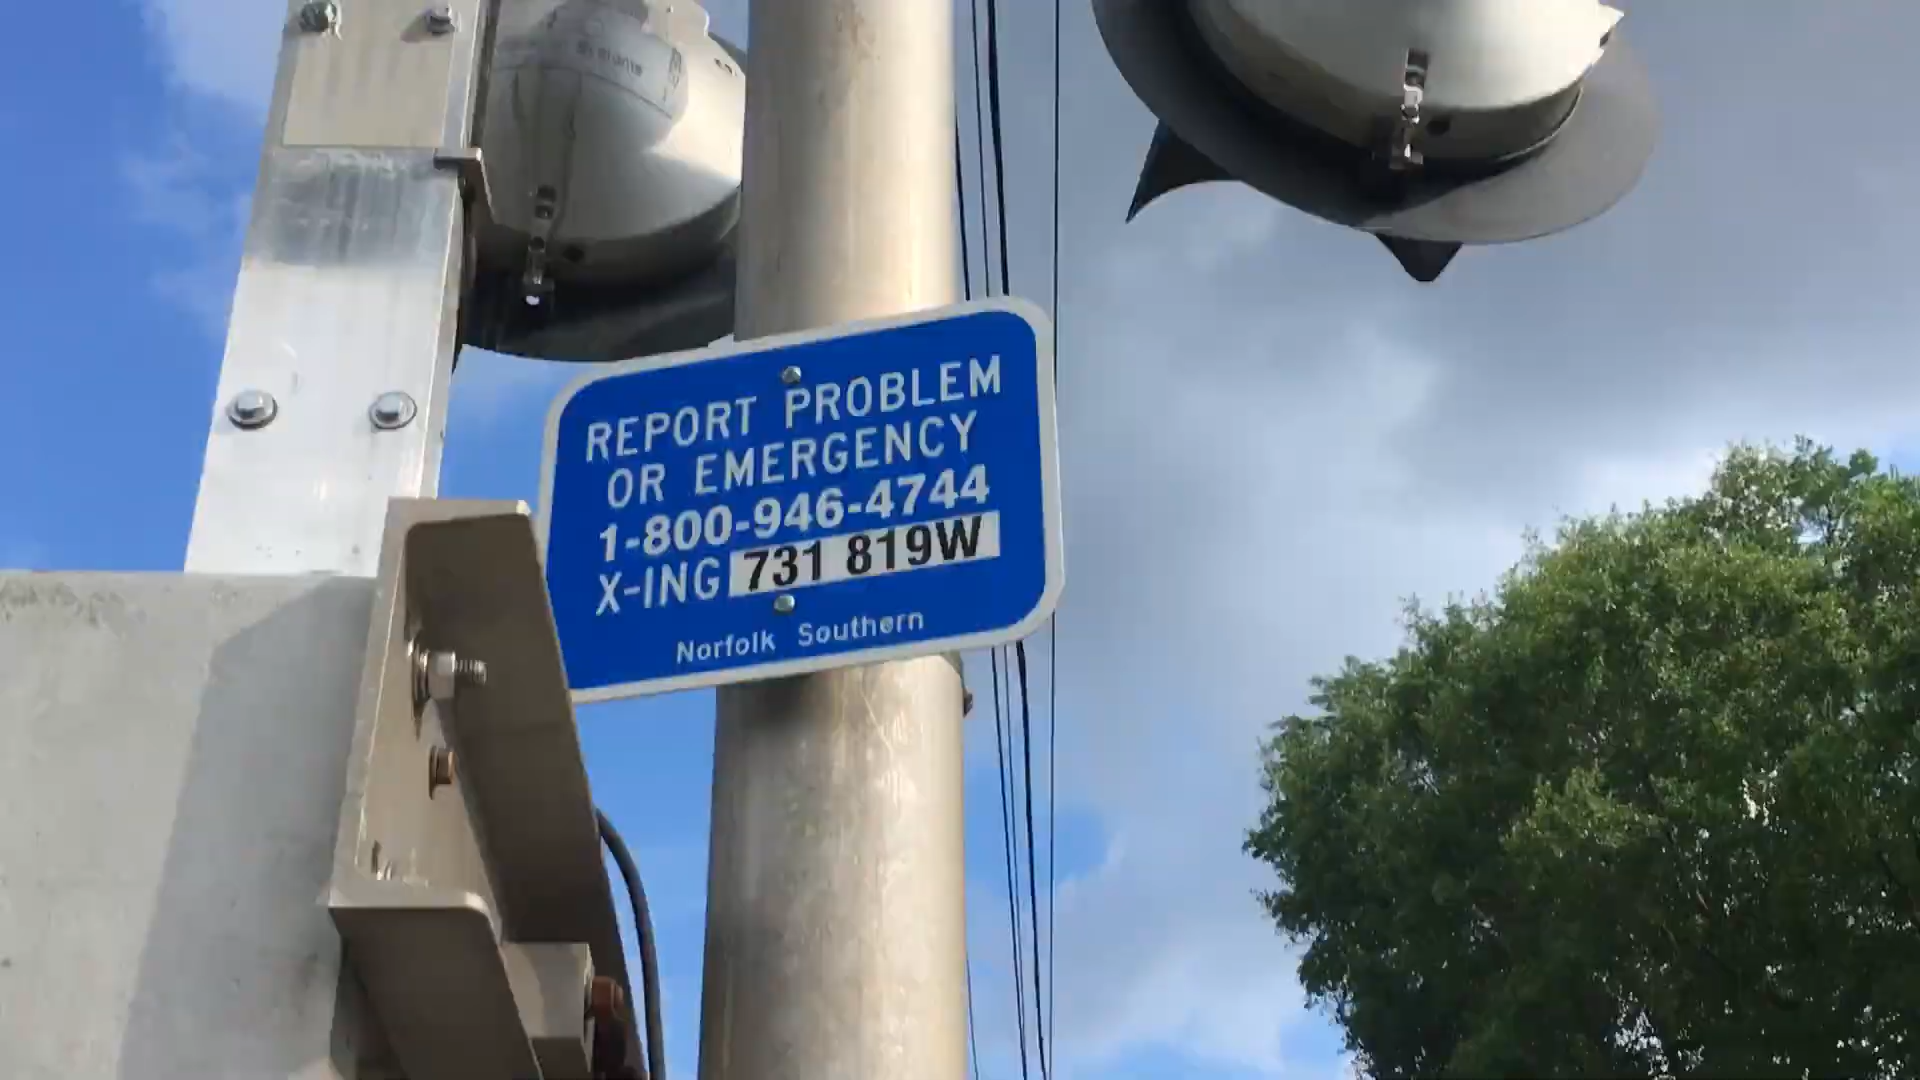 REPORT PROBLEM
OR EMERGENCY
1-800-946-4744
X-ING 731 819W
Norfolk Southern